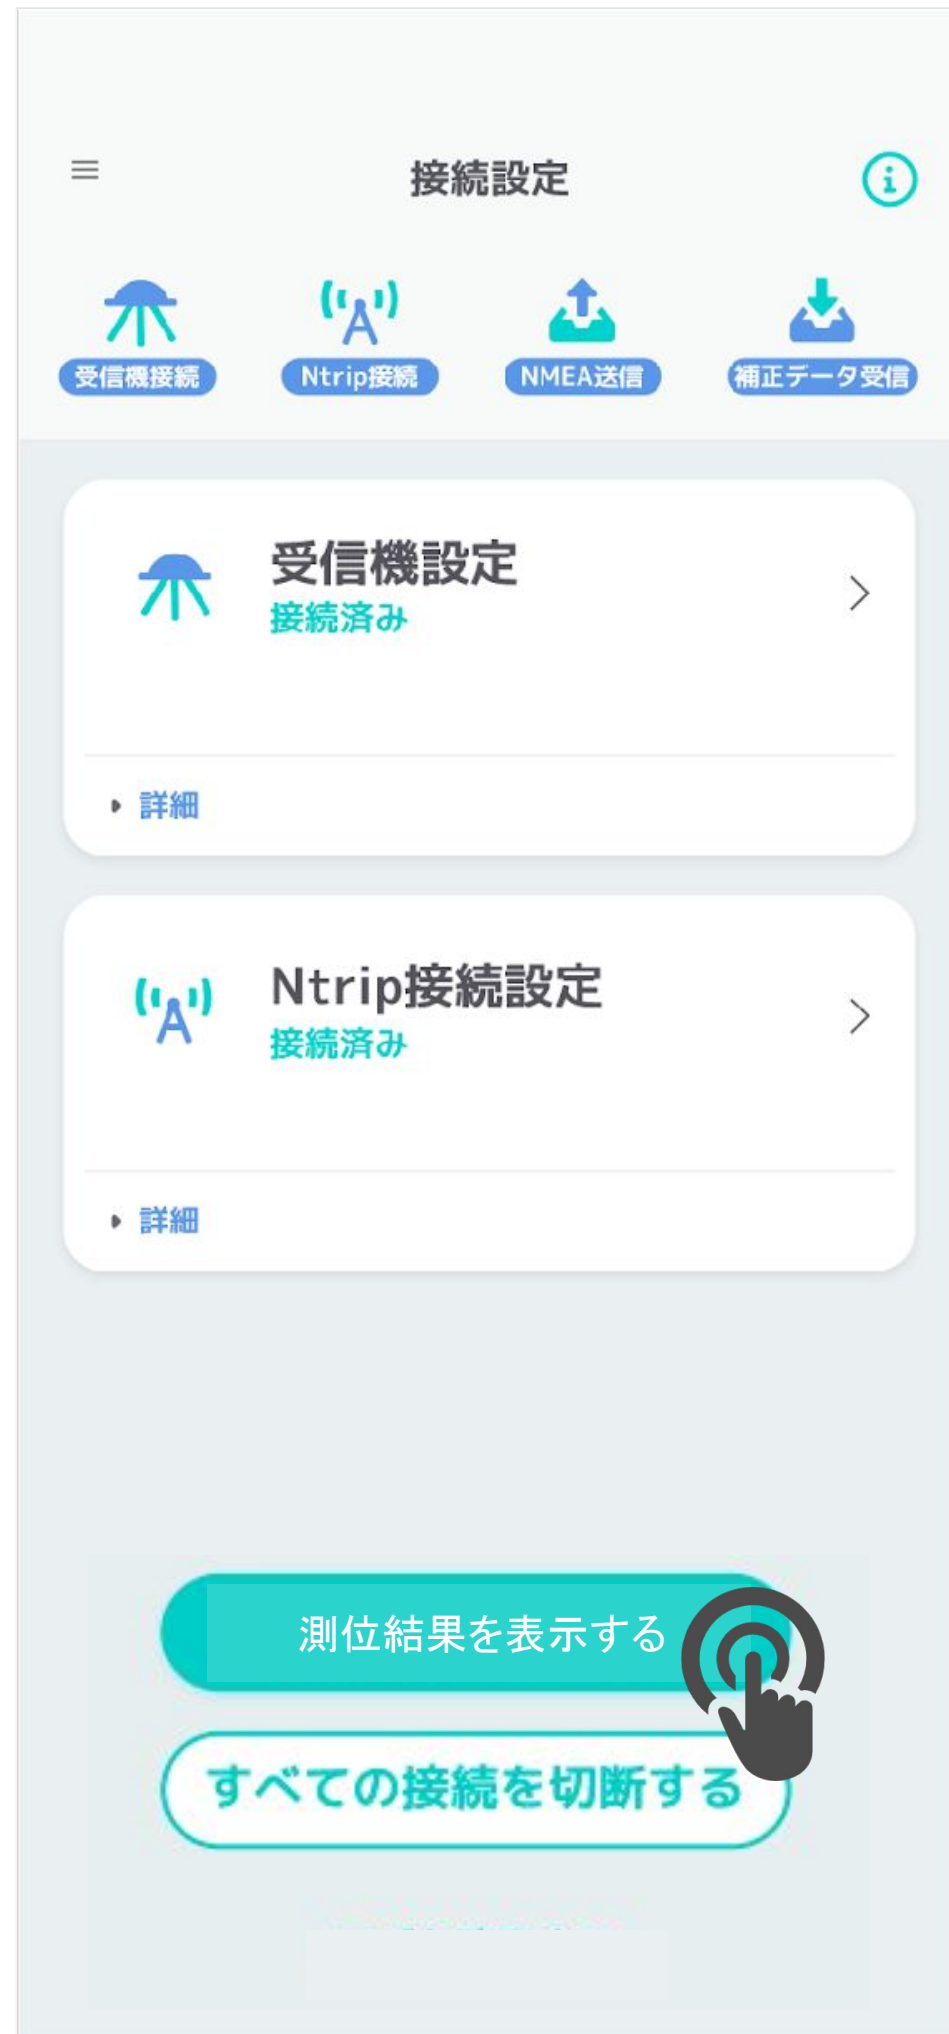 接続設定
受信機接続
Ntrip接続
NMEA送信
補正データ受信
受信機設定
接続済み
詳細
Ntrip接続設定
接続済み
詳細
測位結果を表示する
すべての接続を切断する